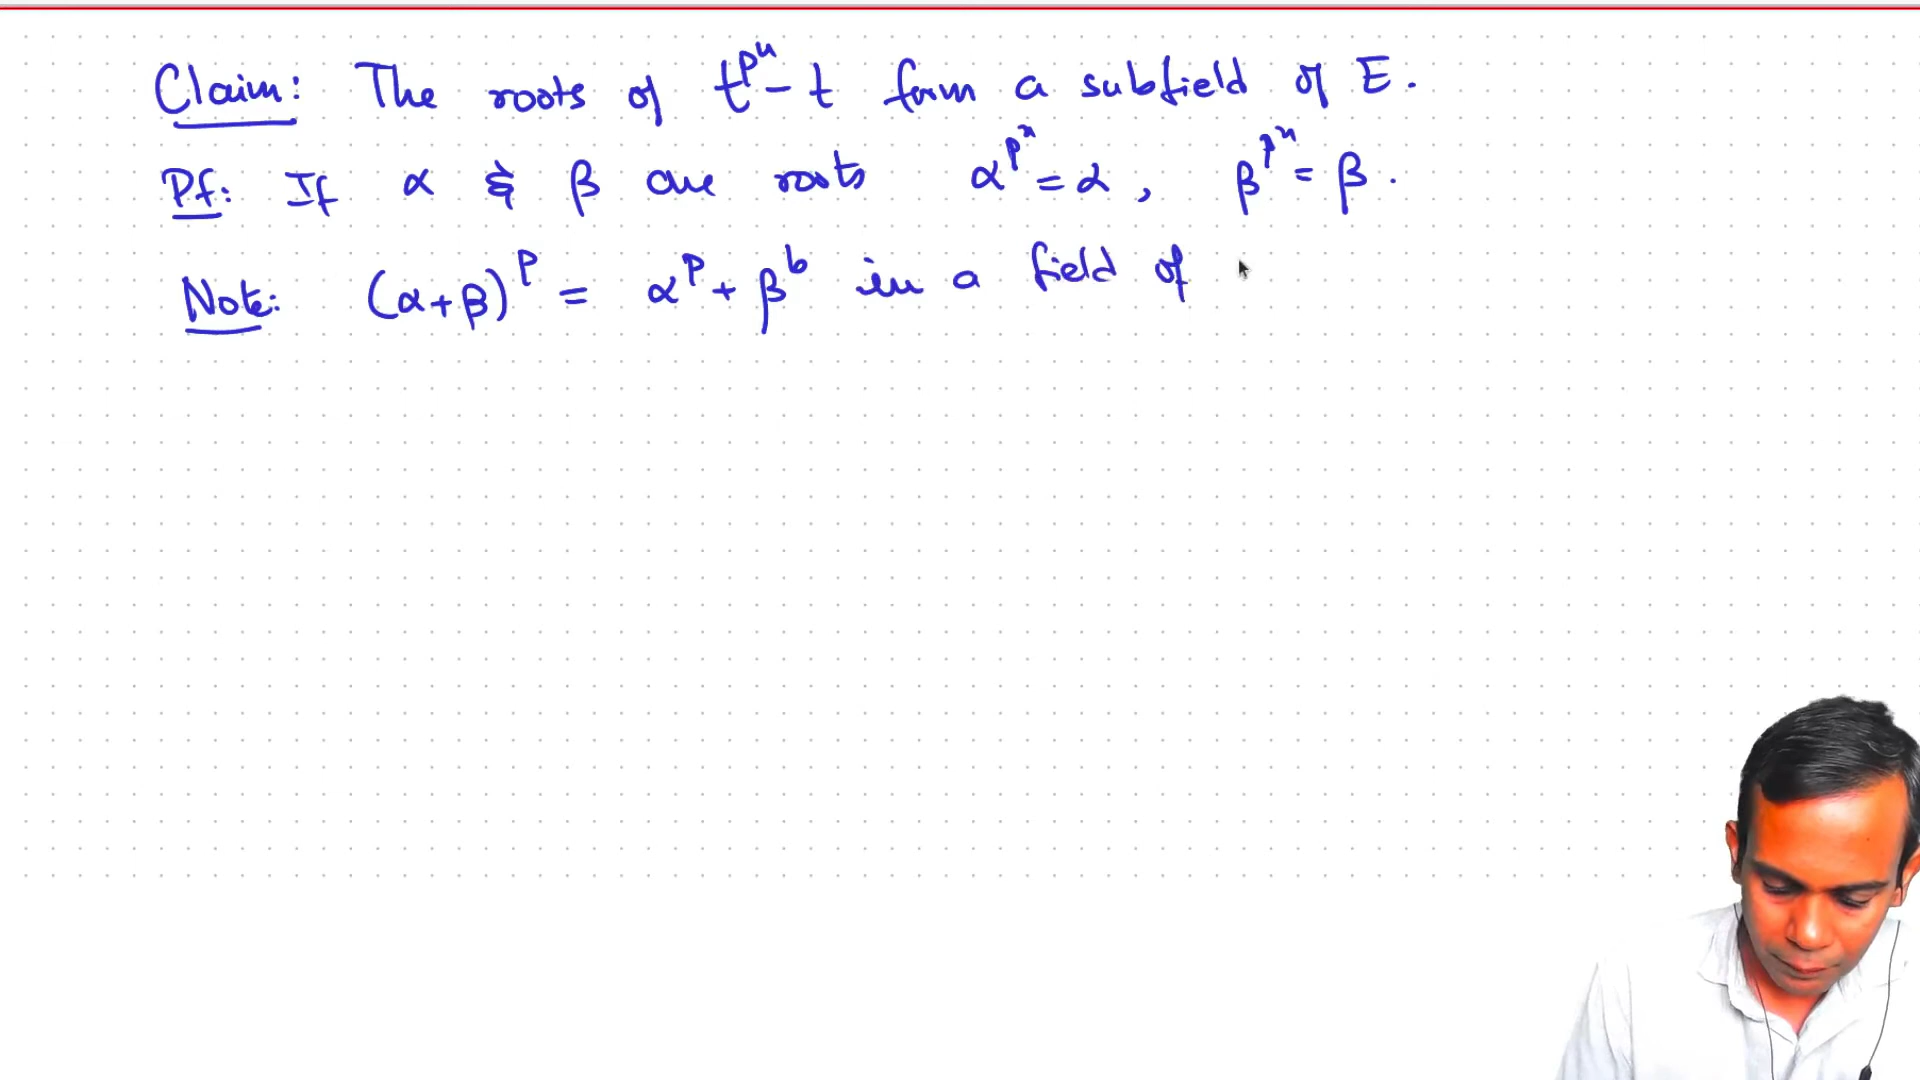 Claim: The roots of t^{p^n} - t form a subfield of E.
Pf: If α & β are roots α^{p^n} = α, β^{p^n} = β.
Note: (α+β)^p = α^p + β^p in a field of